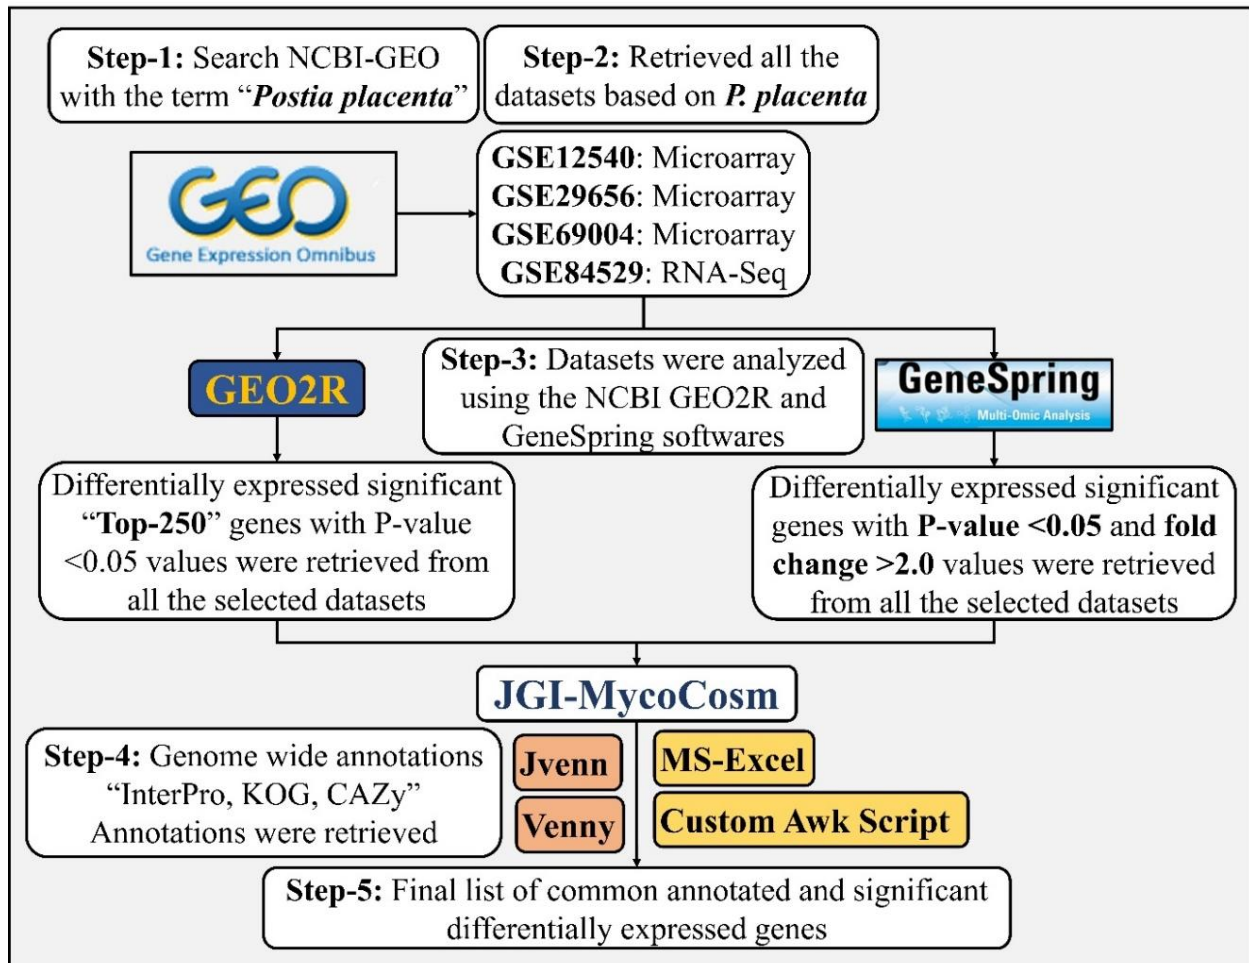 Step-1: Search NCBI-GEO
with the term “Postia placenta”
Step-2: Retrieved all the
datasets based on P. placenta
GEO
Gene Expression Omnibus
GSE12540: Microarray
GSE29656: Microarray
GSE69004: Microarray
GSE84529: RNA-Seq
GEO2R
Step-3: Datasets were analyzed
using the NCBI GEO2R and
GeneSpring softwares
GeneSpring
Multi-Omic Analysis
Differentially expressed significant
“Top-250” genes with P-value
<0.05 values were retrieved from
all the selected datasets
Differentially expressed significant
genes with P-value <0.05 and fold
change >2.0 values were retrieved
from all the selected datasets
JGI-MycoCosm
Step-4: Genome wide annotations
“InterPro, KOG, CAZy”
Annotations were retrieved
Jvenn
Venny
MS-Excel
Custom Awk Script
Step-5: Final list of common annotated and significant
differentially expressed genes